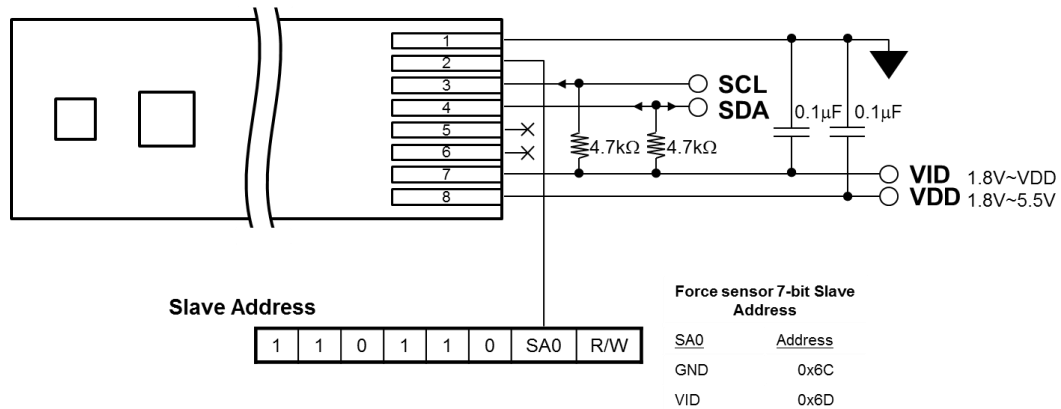 1
2
3
4
5
6
7
8
SCL
SDA
0.1µF
0.1µF
4.7kΩ
4.7kΩ
VID 1.8V~VDD
VDD 1.8V~5.5V
Slave Address
1 1 0 1 1 0 SA0 R/W
Force sensor 7-bit Slave
Address
SA0 Address
GND 0x6C
VID 0x6D